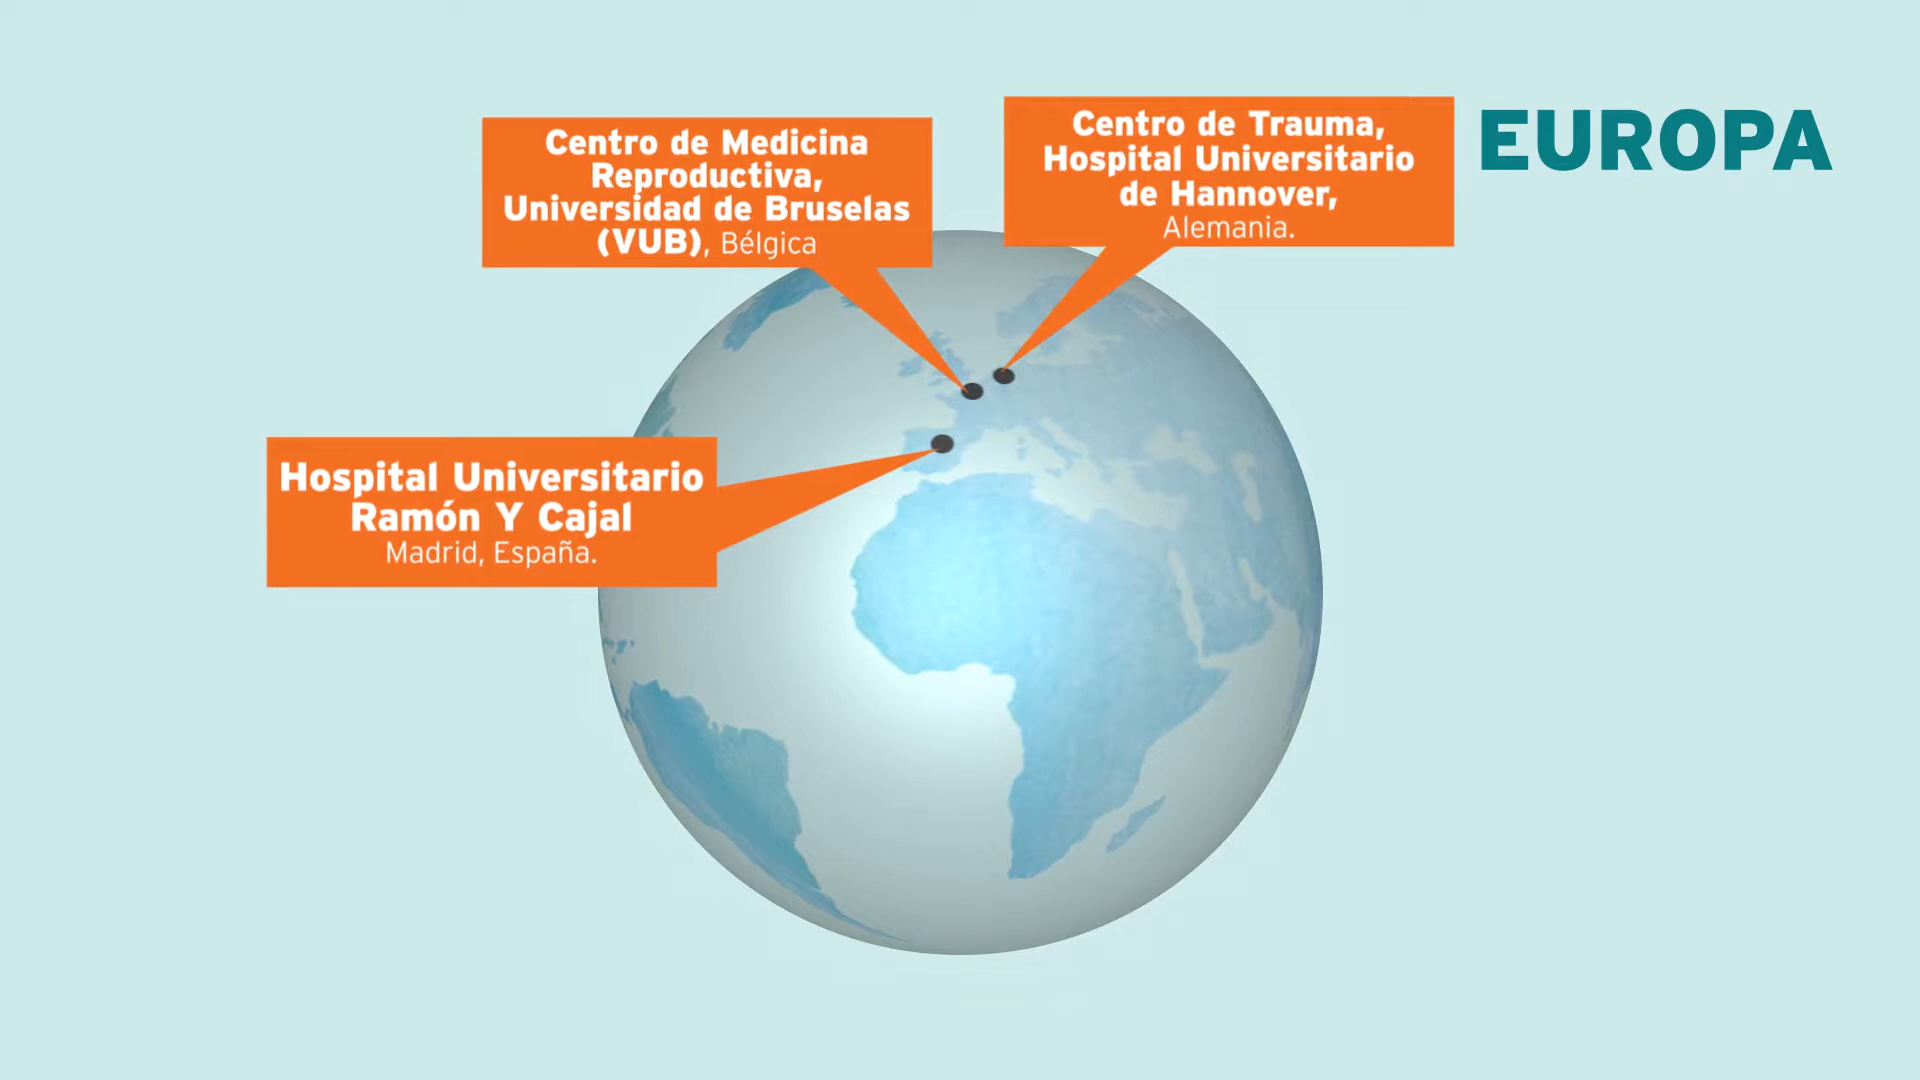 EUROPA
Centro de Medicina
Reproductiva,
Universidad de Bruselas
(VUB), Bélgica
Centro de Trauma,
Hospital Universitario
de Hannover,
Alemania.
Hospital Universitario
Ramón Y Cajal
Madrid, España.